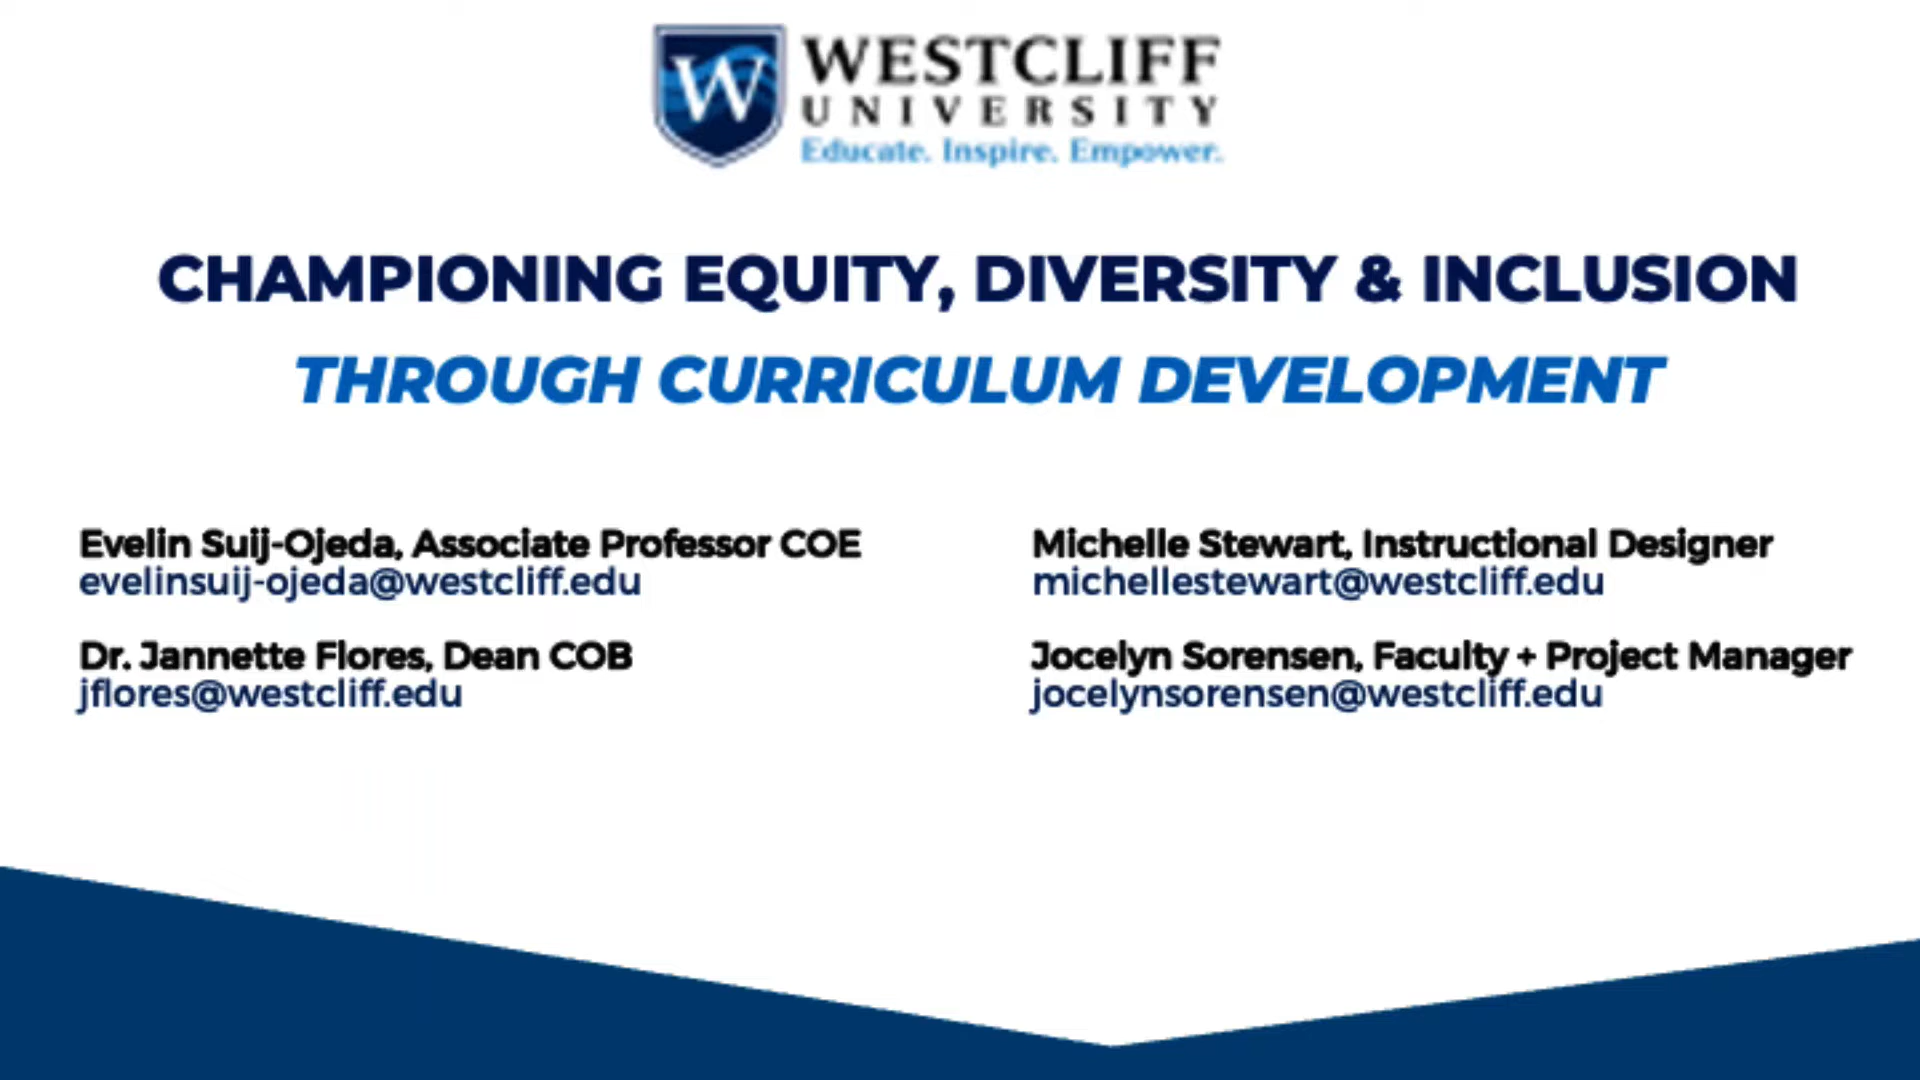 W
WESTCLIFF
UNIVERSITY
Educate. Inspire. Empower.
CHAMPIONING EQUITY, DIVERSITY & INCLUSION
THROUGH CURRICULUM DEVELOPMENT
Evelin Suij-Ojeda, Associate Professor COE
evelinsuij-ojeda@westcliff.edu
Dr. Jannette Flores, Dean COB
jflores@westcliff.edu
Michelle Stewart, Instructional Designer
michellestewart@westcliff.edu
Jocelyn Sorensen, Faculty + Project Manager
jocelynsorensen@westcliff.edu